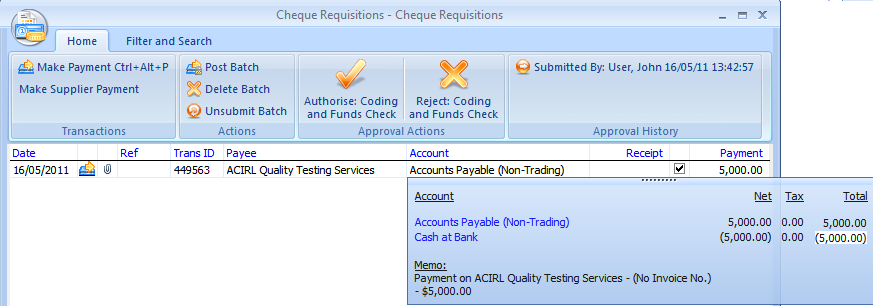 Cheque Requisitions - Cheque Requisitions
Home Filter and Search
Make Payment Ctrl+Alt+P
Make Supplier Payment
Transactions
Post Batch
Delete Batch
Unsubmit Batch
Actions
Authorise: Coding
and Funds Check
Reject: Coding
and Funds Check
Approval Actions
Submitted By: User, John 16/05/11 13:42:57
Approval History
Date Ref Trans ID Payee Account Receipt Payment
16/05/2011 449563 ACIRL Quality Testing Services Accounts Payable (Non-Trading) 5,000.00
Account Net Tax Total
Accounts Payable (Non-Trading) 5,000.00 0.00 5,000.00
Cash at Bank (5,000.00) 0.00 (5,000.00)
Memo:
Payment on ACIRL Quality Testing Services - (No Invoice No.)
- $5,000.00